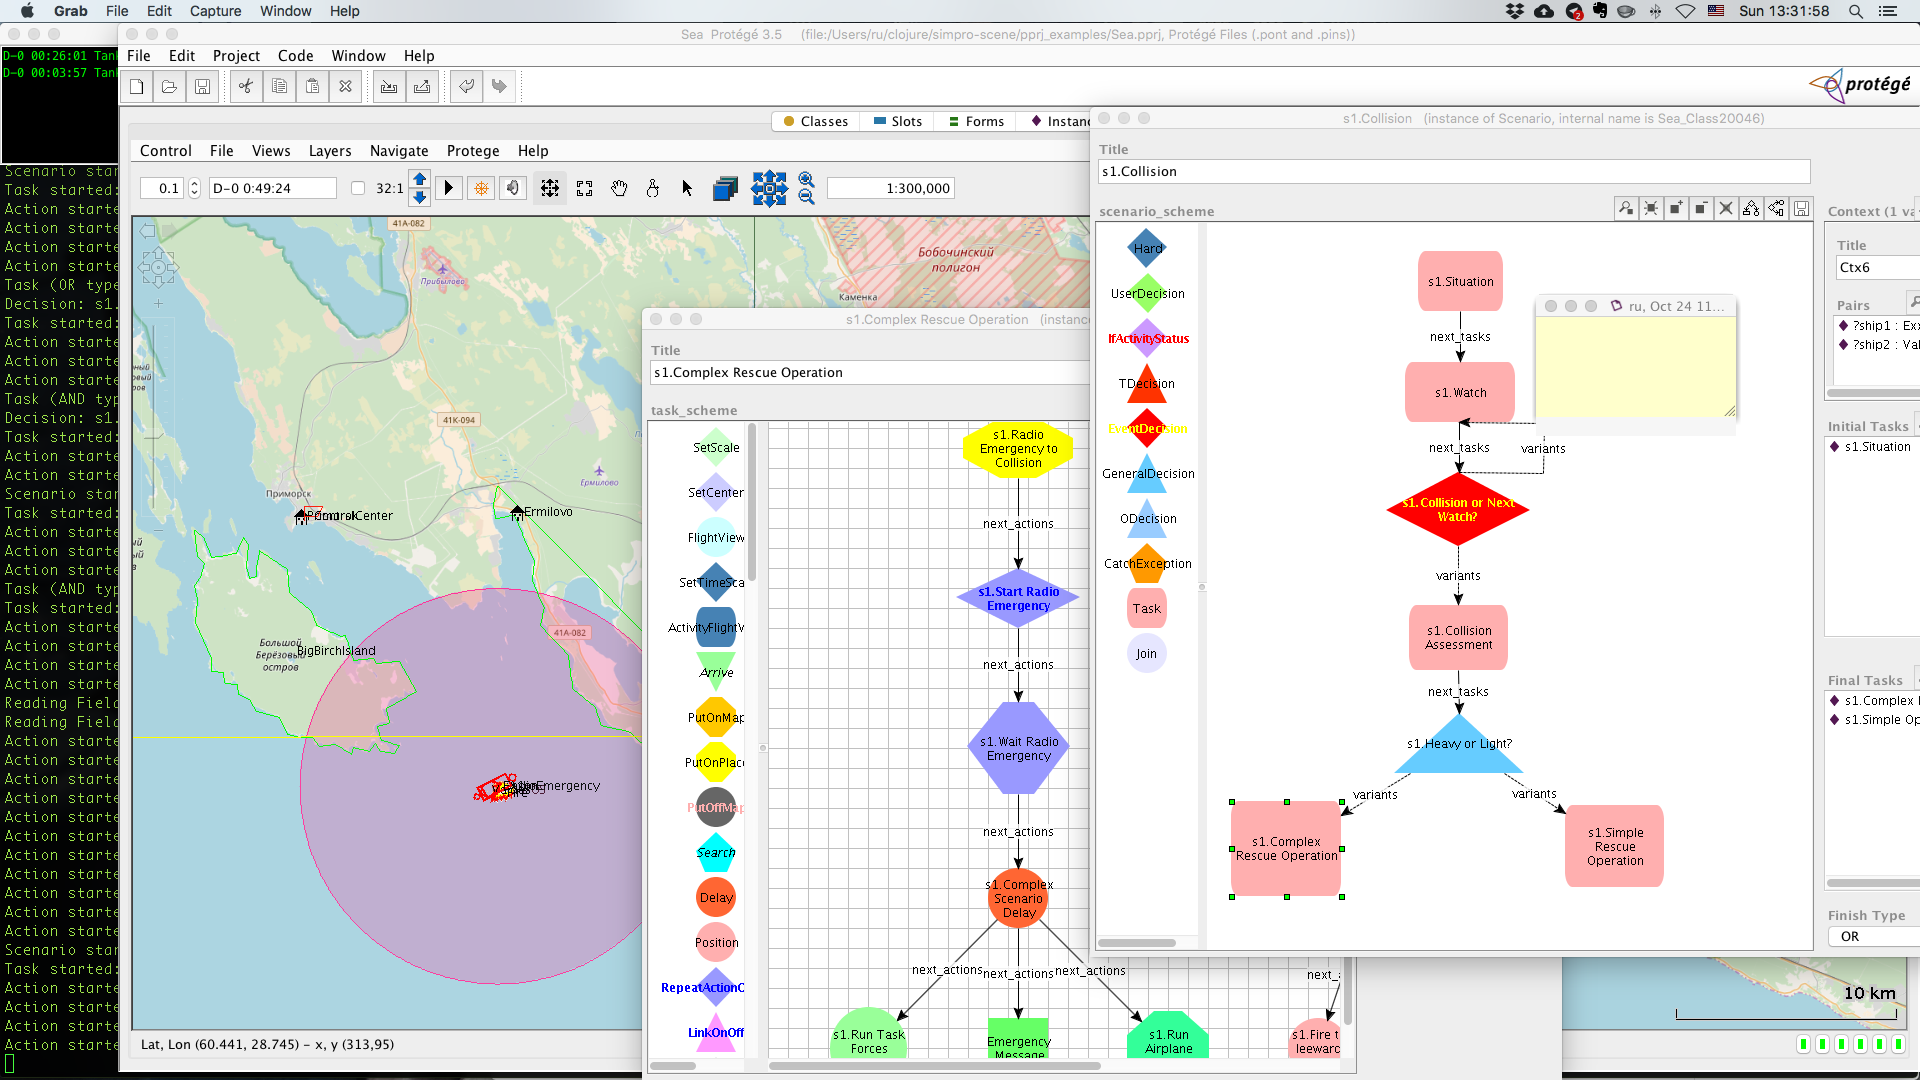 Grab File Edit Capture Window Help
Sun 13:31:58
Sea Protégé 3.5 (file:/Users/ru/clojure/simpro-scene/pprj_examples/Sea.pprj, Protégé Files (.pont and .pins))
File Edit Project Code Window Help
protégé
Classes Slots Forms Instanc
Control File Views Layers Navigate Protege Help
0.1 D-0 0:49:24 32:1 1:300,000
D-0 00:26:01 Tank
D-0 00:03:57 Tank
Scenario star
Task started:
Action starte
Action starte
Action starte
Action starte
Task (OR type
Decision: s1.
Task started:
Action starte
Action starte
Action starte
Task (AND typ
Decision: s1.
Task started:
Action starte
Action starte
Scenario star
Task started:
Action starte
Action starte
Action starte
Task (AND typ
Task started:
Action starte
Action starte
Action starte
Action starte
Reading Field
Reading Field
Action starte
Action starte
Action starte
Action starte
Action starte
Action starte
Action starte
Action starte
Action starte
Action starte
Action starte
Scenario star
Task started:
Action starte
Action starte
Action starte
Action starte
41A-082
Прибылово
Бобочинский
полигон
Каменка
41K-094
Ермилово
Приморск
Center
Ermilovo
41A-082
Большой
Берёзовый
остров
BigBirchIsland
Emergency
Lat, Lon (60.441, 28.745) - x, y (313,95)
10 km
s1.Complex Rescue Operation (instanc
Title
s1.Complex Rescue Operation
task_scheme
SetScale
SetCenter
FlightView
SetTimeSca
ActivityFlightV
Arrive
PutOnMap
PutOnPlac
PutOffMap
Search
Delay
Position
RepeatActionC
LinkOnOff
s1.Radio
Emergency to
Collision
next_actions
s1.Start Radio
Emergency
next_actions
s1.Wait Radio
Emergency
next_actions
s1.Complex
Scenario
Delay
next_actions next_actions next_actions next_a
s1.Run Task
Forces
Emergency
Message
s1.Run
Airplane
s1 Fire t
leeward
s1.Collision (instance of Scenario, internal name is Sea_Class20046)
Title
s1.Collision
scenario_scheme
Hard
UserDecision
IfActivityStatus
TDecision
EventDecision
GeneralDecision
ODecision
CatchException
Task
Join
s1.Situation
next_tasks
s1.Watch
next_tasks variants
s1.Collision or Next
Watch?
variants
s1.Collision
Assessment
next_tasks
s1.Heavy or Light?
variants variants
s1.Complex
Rescue Operation
s1.Simple
Rescue
Operation
ru, Oct 24 11...
Context (1 va
Title
Ctx6
Pairs
?ship1 : Exx
?ship2 : Val
Initial Tasks
s1.Situation
Final Tasks
s1.Complex
s1.Simple Op
Finish Type
OR